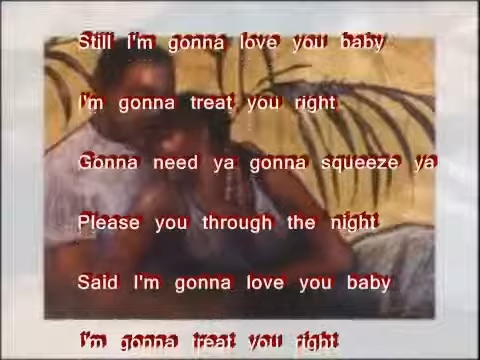 Still I'm gonna love you baby
I'm gonna treat you right
Gonna need ya gonna squeeze ya
Please you through the night
Said I'm gonna love you baby
I'm gonna treat you right